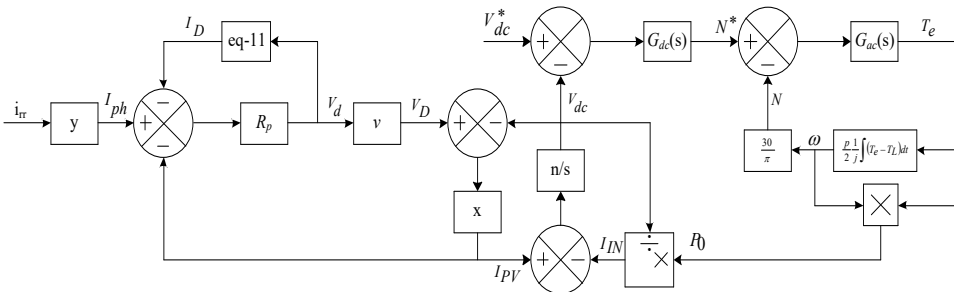 I_D
eq-11
V*_dc
+
−
G_dc(s)
N*
+
−
G_ac(s)
T_e
i_rr
y
I_ph
−
+
−
R_p
V_d
v
V_D
+
−
V_dc
N
30/π
ω
p/2 1/j ∫(T_e − T_L)dt
n/s
x
×
I_PV
+
−
I_IN
÷
×
P_0